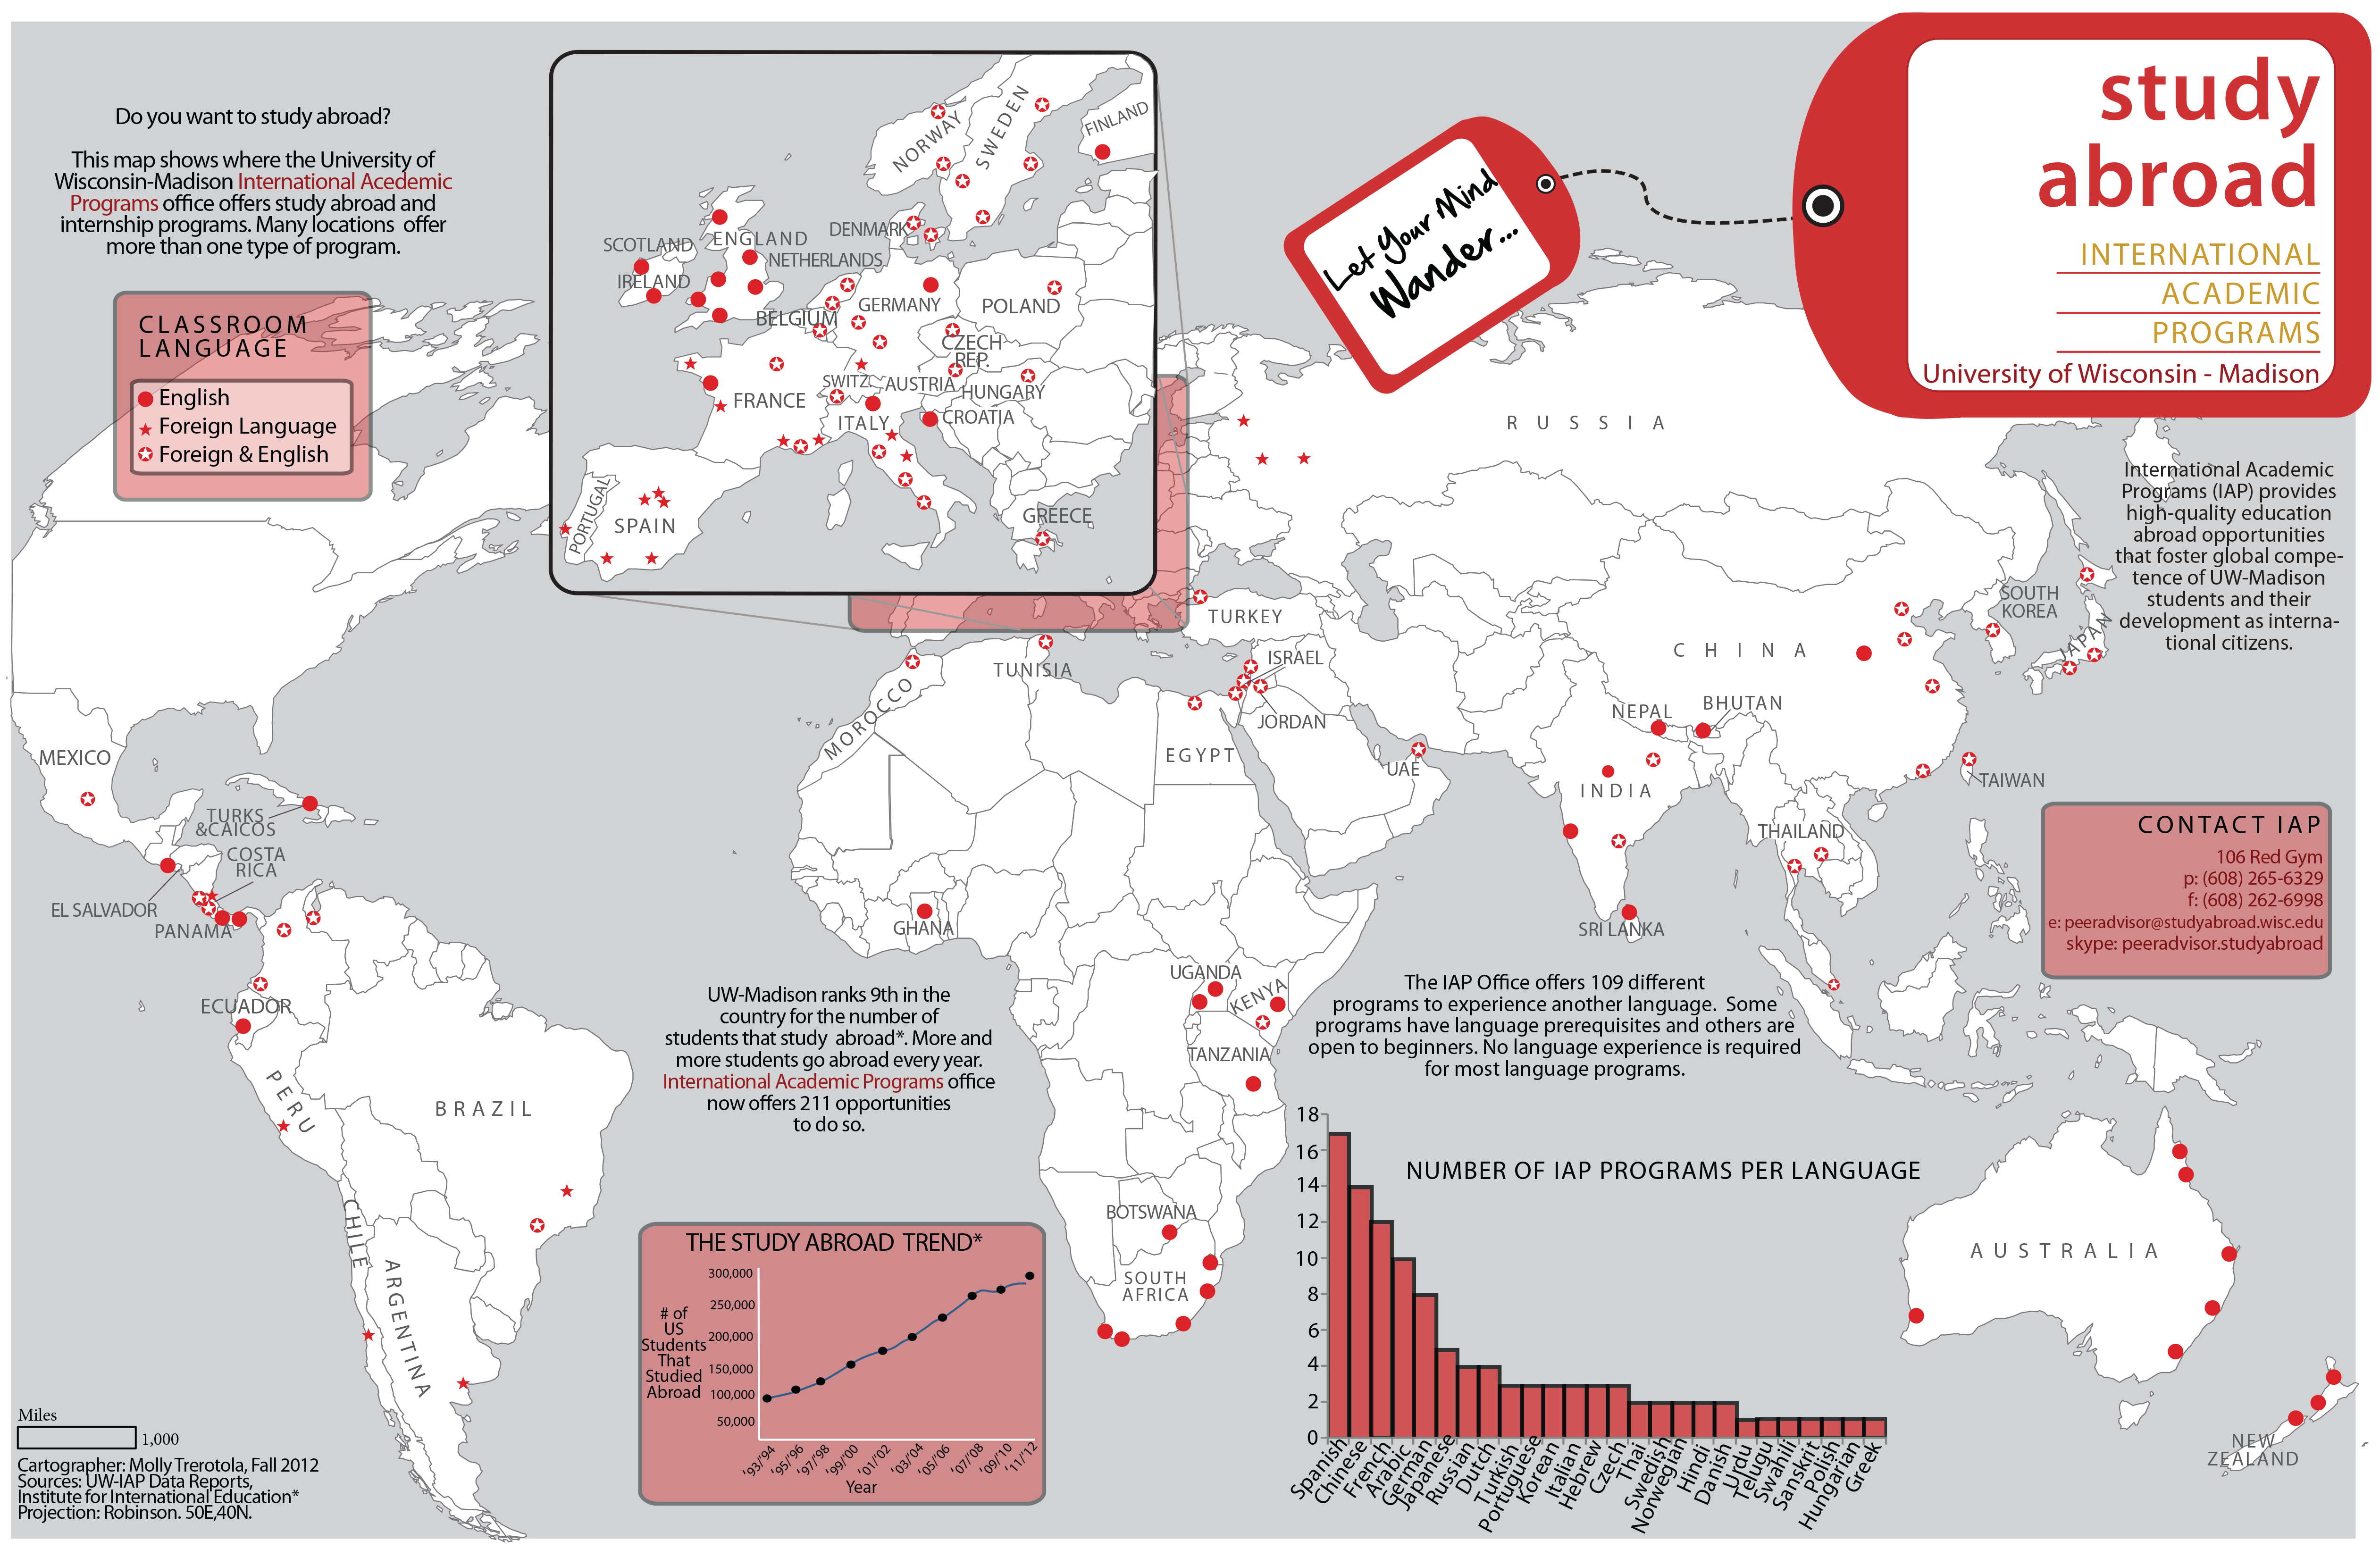 Do you want to study abroad?
This map shows where the University of
Wisconsin-Madison International Acedemic
Programs office offers study abroad and
internship programs. Many locations offer
more than one type of program.
CLASSROOM
LANGUAGE
English
Foreign Language
Foreign & English
NORWAY
SWEDEN
FINLAND
DENMARK
SCOTLAND
ENGLAND
NETHERLANDS
IRELAND
BELGIUM
GERMANY
POLAND
CZECH
REP.
SWITZ.
AUSTRIA
HUNGARY
FRANCE
ITALY
CROATIA
PORTUGAL
SPAIN
GREECE
Let Your Mind
Wander...
study
abroad
INTERNATIONAL
ACADEMIC
PROGRAMS
University of Wisconsin - Madison
International Academic
Programs (IAP) provides
high-quality education
abroad opportunities
that foster global compe-
tence of UW-Madison
students and their
development as interna-
tional citizens.
RUSSIA
TURKEY
TUNISIA
ISRAEL
JORDAN
MOROCCO
EGYPT
UAE
CHINA
SOUTH
KOREA
JAPAN
NEPAL
BHUTAN
INDIA
TAIWAN
THAILAND
SRI LANKA
MEXICO
TURKS
&CAICOS
COSTA
RICA
EL SALVADOR
PANAMA
ECUADOR
PERU
BRAZIL
CHILE
ARGENTINA
GHANA
UGANDA
KENYA
TANZANIA
BOTSWANA
SOUTH
AFRICA
AUSTRALIA
NEW
ZEALAND
CONTACT IAP
106 Red Gym
p: (608) 265-6329
f: (608) 262-6998
e: peeradvisor@studyabroad.wisc.edu
skype: peeradvisor.studyabroad
UW-Madison ranks 9th in the
country for the number of
students that study abroad*. More and
more students go abroad every year.
International Academic Programs office
now offers 211 opportunities
to do so.
The IAP Office offers 109 different
programs to experience another language. Some
programs have language prerequisites and others are
open to beginners. No language experience is required
for most language programs.
THE STUDY ABROAD TREND*
# of
US
Students
That
Studied
Abroad
300,000
250,000
200,000
150,000
100,000
50,000
'93/'94
'95/'96
'97/'98
'99/'00
'01/'02
'03/'04
'05/'06
'07/'08
'09/'10
'11/'12
Year
NUMBER OF IAP PROGRAMS PER LANGUAGE
18
16
14
12
10
8
6
4
2
0
Spanish
Chinese
French
Arabic
German
Japanese
Russian
Dutch
Turkish
Portuguese
Korean
Italian
Hebrew
Czech
Thai
Swedish
Norwegian
Hindi
Danish
Urdu
Telugu
Swahili
Sanskrit
Polish
Hungarian
Greek
Miles
1,000
Cartographer: Molly Trerotola, Fall 2012
Sources: UW-IAP Data Reports,
Institute for International Education*
Projection: Robinson. 50E,40N.